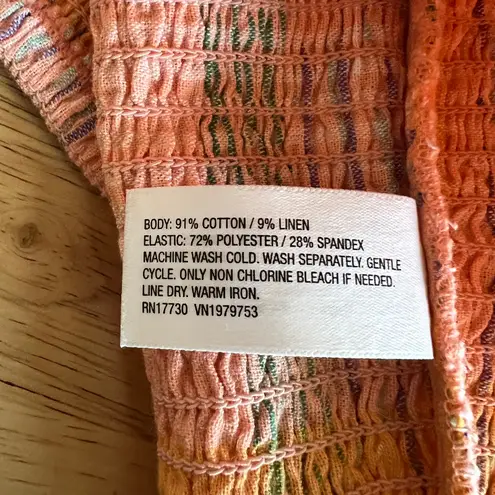 BODY: 91% COTTON / 9% LINEN
ELASTIC: 72% POLYESTER / 28% SPANDEX
MACHINE WASH COLD. WASH SEPARATELY. GENTLE
CYCLE. ONLY NON CHLORINE BLEACH IF NEEDED.
LINE DRY. WARM IRON.
RN17730 VN1979753